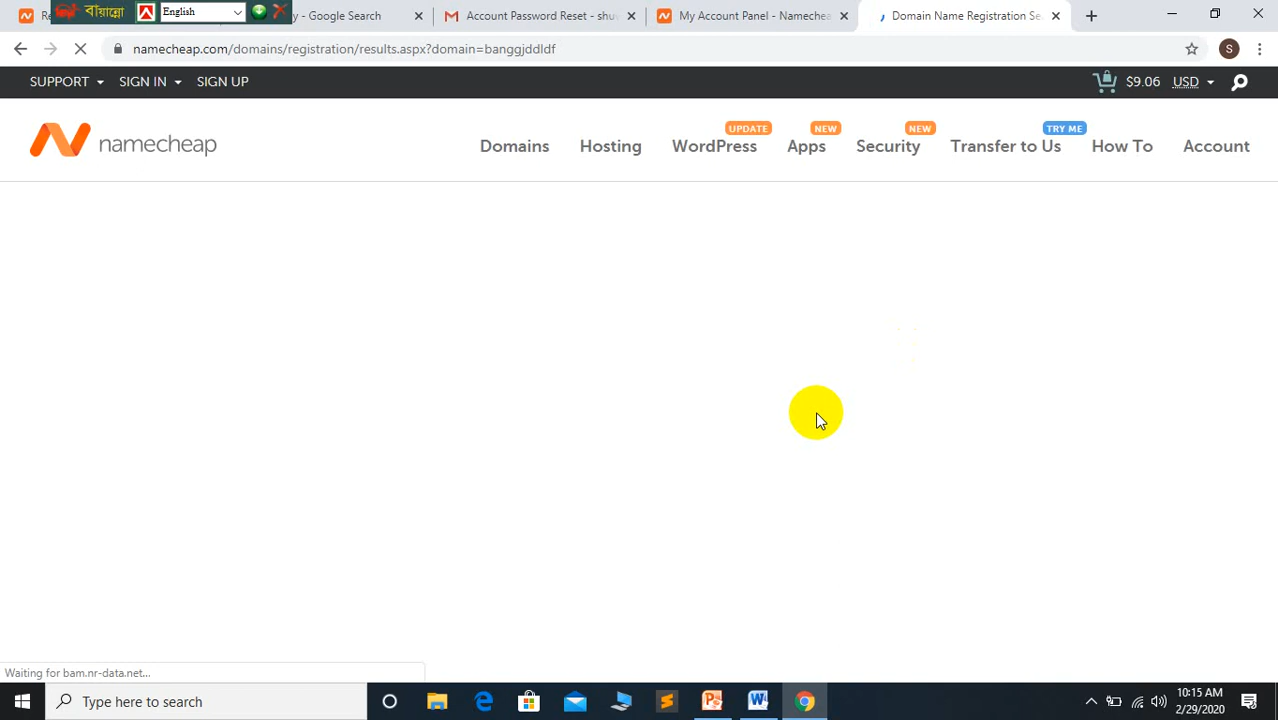 Re
বাংলা
English
y - Google Search
Account Password Reset - shu
My Account Panel - Namechea
Domain Name Registration Se
namecheap.com/domains/registration/results.aspx?domain=banggjddldf
S
SUPPORT SIGN IN SIGN UP
$9.06 USD
namecheap
UPDATE NEW NEW TRY ME
Domains Hosting WordPress Apps Security Transfer to Us How To Account
Waiting for bam.nr-data.net...
Type here to search
10:15 AM
2/29/2020